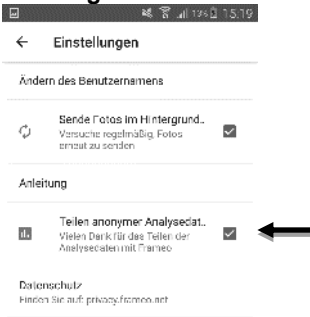 13% 15:19
Einstellungen
Ändern des Benutzernamens
Sende Fotos im Hintergrund..
Versuche regelmäßig, Fotos
erneut zu senden
Anleitung
Teilen anonymer Analysedat..
Vielen Dank für das Teilen der
Analysedaten mit Frameo
Datenschutz
Finden Sie auf: privacy.frameo.net